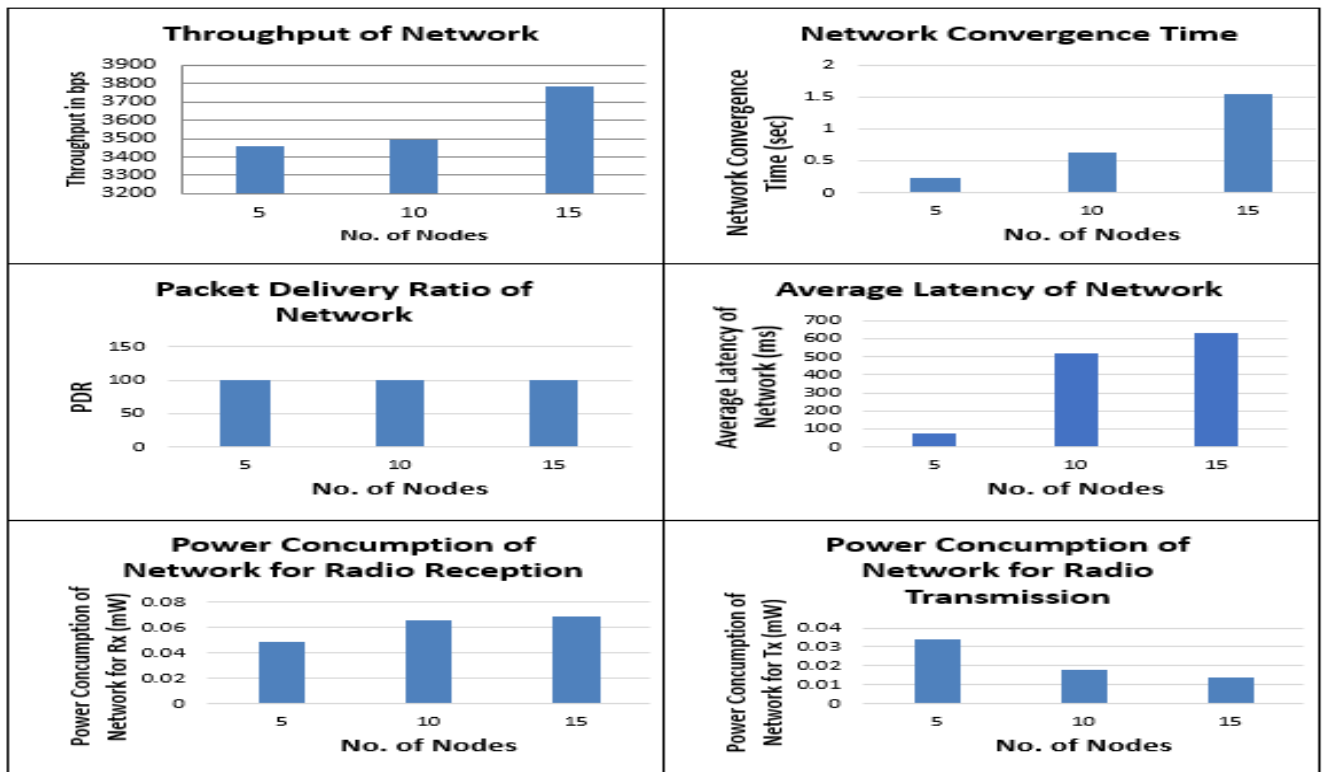 Throughput of Network
Throughput in bps
3900
3800
3700
3600
3500
3400
3300
3200
5 10 15
No. of Nodes
Network Convergence Time
Network Convergence
Time (sec)
2
1.5
1
0.5
0
5 10 15
No. of Nodes
Packet Delivery Ratio of
Network
PDR
150
100
50
0
5 10 15
No. of Nodes
Average Latency of Network
Average Latency of
Network (ms)
700
600
500
400
300
200
100
0
5 10 15
No. of Nodes
Power Concumption of
Network for Radio Reception
Power Concumption of
Network for Rx (mW)
0.08
0.06
0.04
0.02
0
5 10 15
No. of Nodes
Power Concumption of
Network for Radio
Transmission
Power Concumption of
Network for Tx (mW)
0.04
0.03
0.02
0.01
0
5 10 15
No. of Nodes